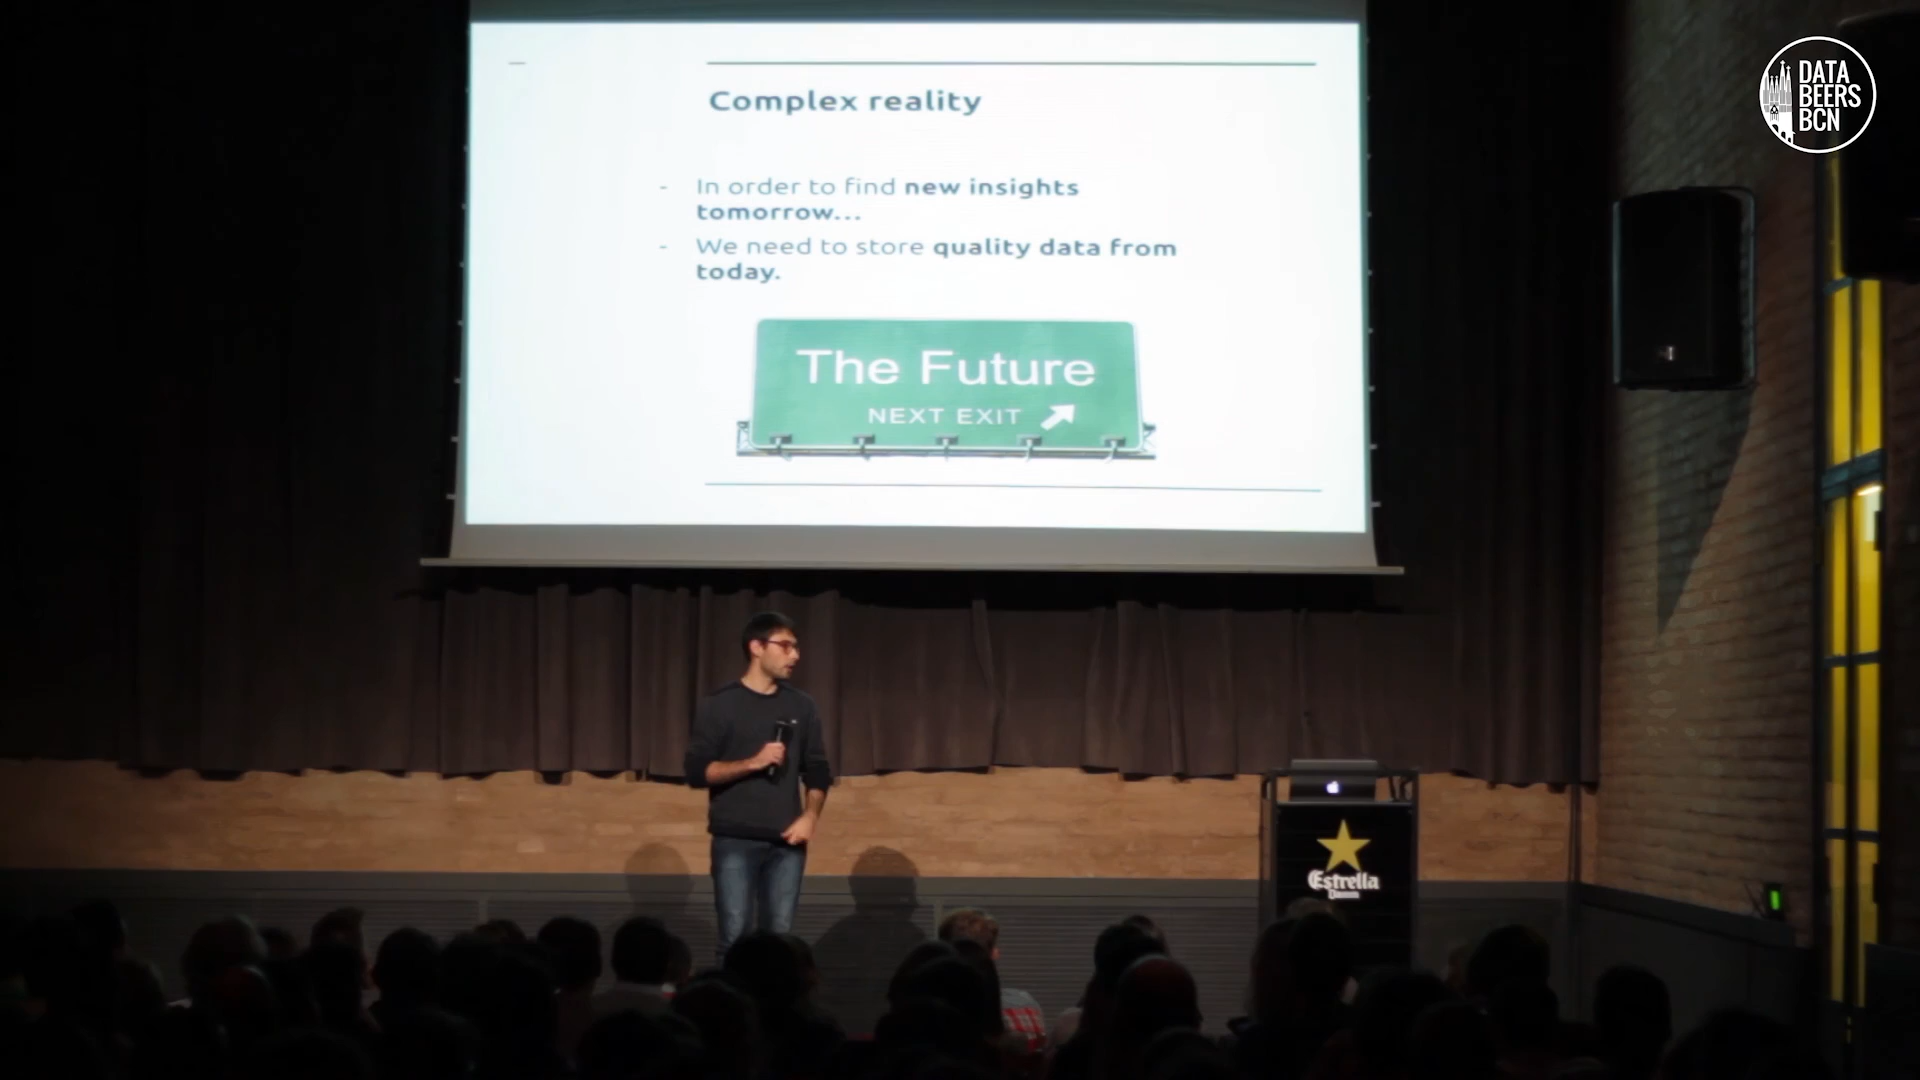 Complex reality
- In order to find new insights
tomorrow...
- We need to store quality data from
today.
The Future
NEXT EXIT
DATA
BEERS
BCN
Estrella
Damm